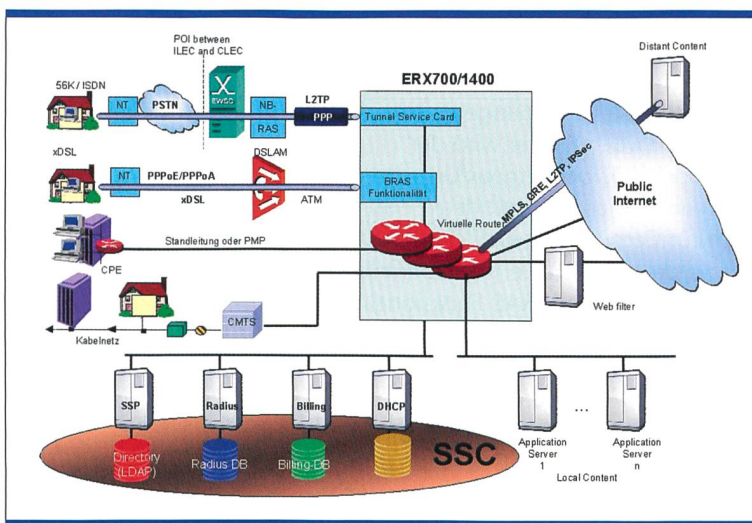 POI between
ILEC and CLEC
Distant Content
ERX700/1400
56K / ISDN
NT
PSTN
EWSD
NB-
RAS
L2TP
PPP
Tunnel Service Card
xDSL
NT
PPPoE/PPPoA
xDSL
DSLAM
ATM
BRAS
Funktionalität
MPLS, GRE, L2TP, IPSec
Public
Internet
Virtuelle Router
Standleitung oder PMP
CPE
Web filter
CMTS
Kabelnetz
SSP
Radius
Billing
DHCP
Directory
(LDAP)
Radius DB
Billing-DB
SSC
...
Application
Server
1
Application
Server
n
Local Content